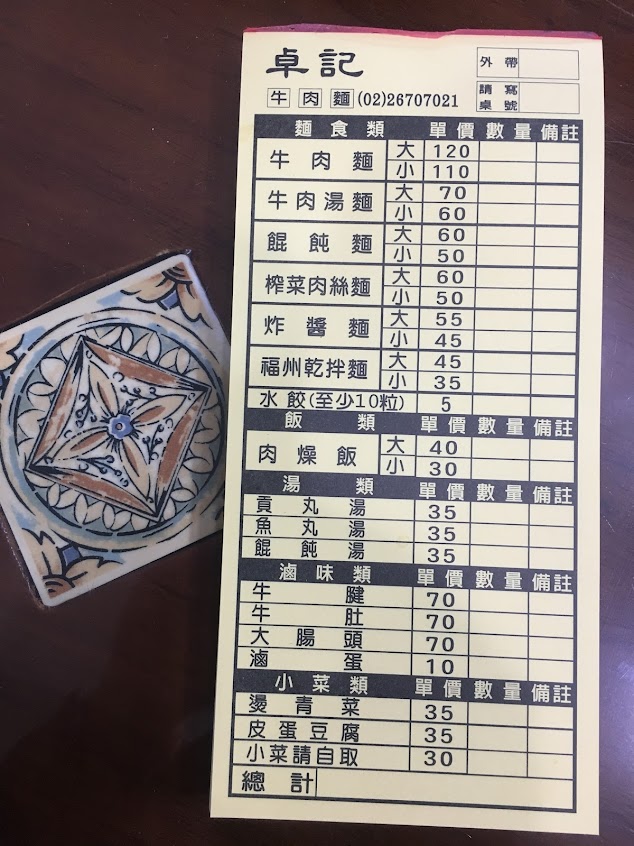 卓記
外帶
牛肉麵(02)26707021
請寫桌號
麵食類 單價 數量 備註
牛肉麵 大 120
小 110
牛肉湯麵 大 70
小 60
餛飩麵 大 60
小 50
榨菜肉絲麵 大 60
小 50
炸醬麵 大 55
小 45
福州乾拌麵 大 45
小 35
水餃(至少10粒) 5
飯類 單價 數量 備註
肉燥飯 大 40
小 30
湯類 單價 數量 備註
貢丸湯 35
魚丸湯 35
餛飩湯 35
滷味類 單價 數量 備註
牛腱 70
牛肚 70
大腸頭 70
滷蛋 10
小菜類 單價 數量 備註
燙青菜 35
皮蛋豆腐 35
小菜請自取 30
總計